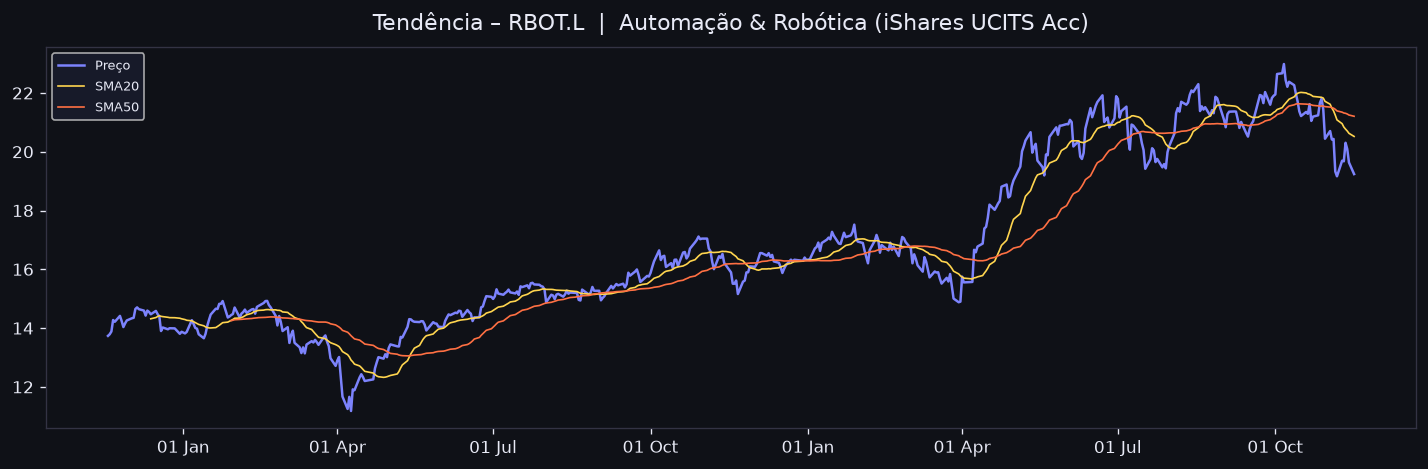 Tendência – RBOT.L | Automação & Robótica (iShares UCITS Acc)
Preço
SMA20
SMA50
22
20
18
16
14
12
01 Jan
01 Apr
01 Jul
01 Oct
01 Jan
01 Apr
01 Jul
01 Oct